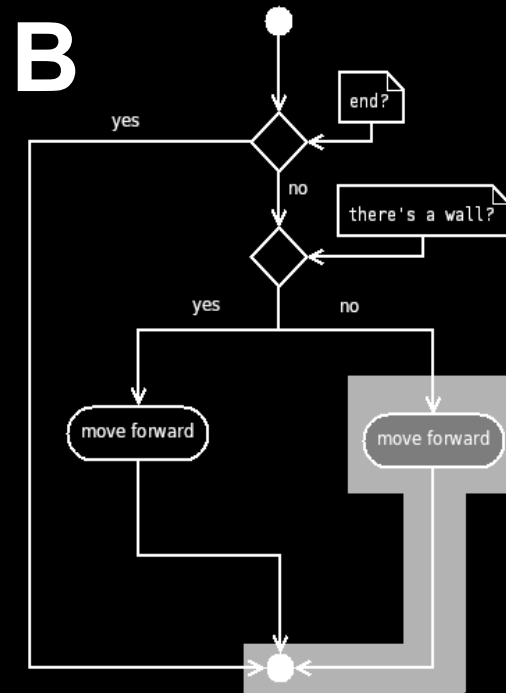 B
end?
yes
no
there's a wall?
yes
no
move forward
move forward